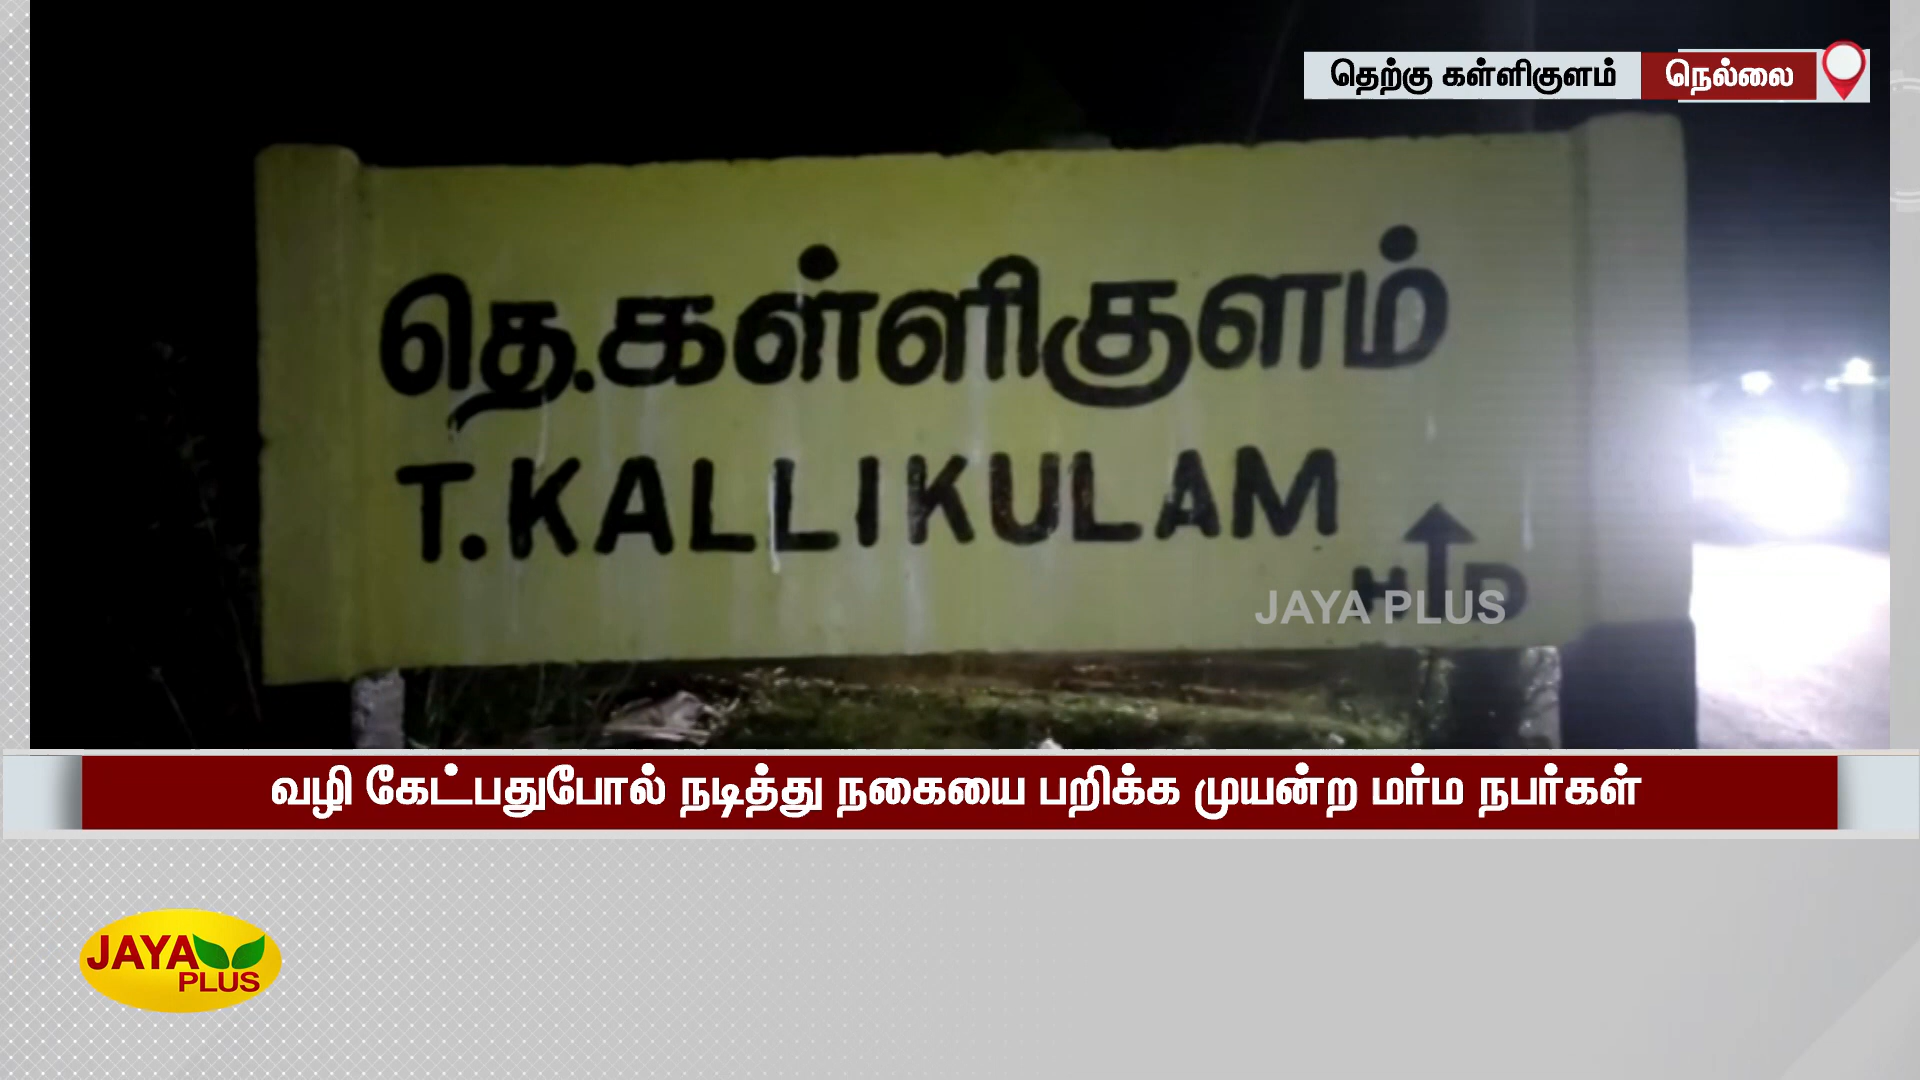 தெற்கு கள்ளிகுளம் நெல்லை
தெ.கள்ளிகுளம்
T.KALLIKULAM
H D
JAYA PLUS
வழி கேட்பதுபோல் நடித்து நகையை பறிக்க முயன்ற மர்ம நபர்கள்
JAYA
PLUS